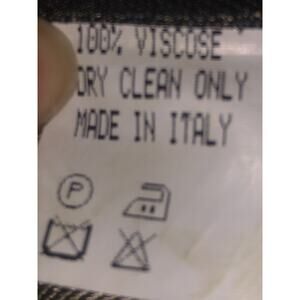 100% VISCOSE
DRY CLEAN ONLY
MADE IN ITALY
P